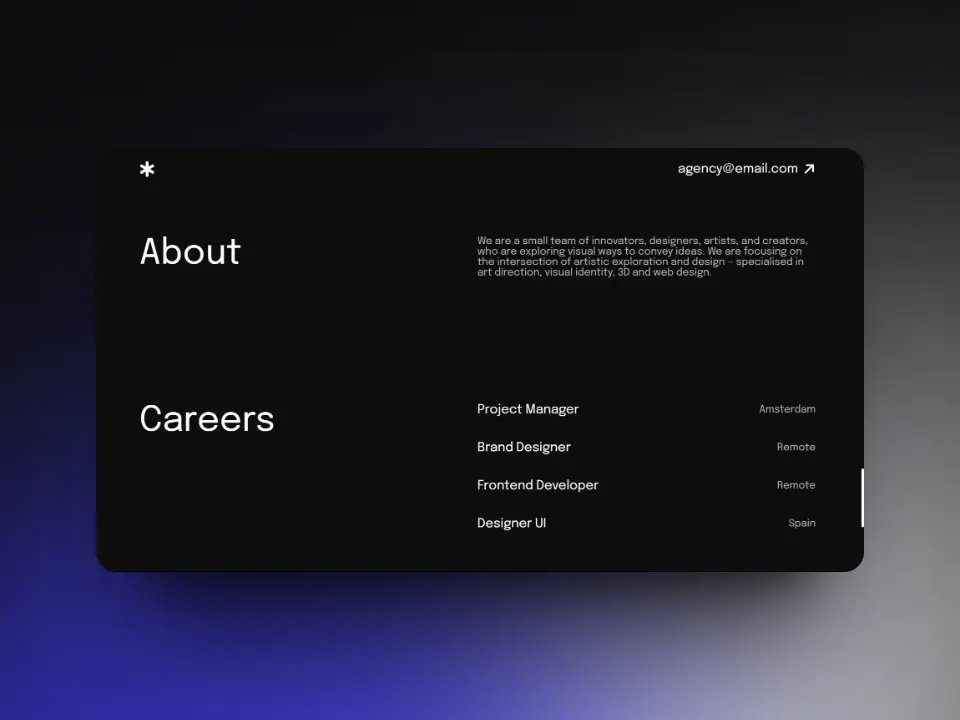 agency@email.com
About
We are a small team of innovators, designers, artists, and creators,
who are exploring visual ways to convey ideas. We are focusing on
the intersection of artistic exploration and design – specialised in
art direction, visual identity, 3D and web design.
Careers
Project Manager Amsterdam
Brand Designer Remote
Frontend Developer Remote
Designer UI Spain